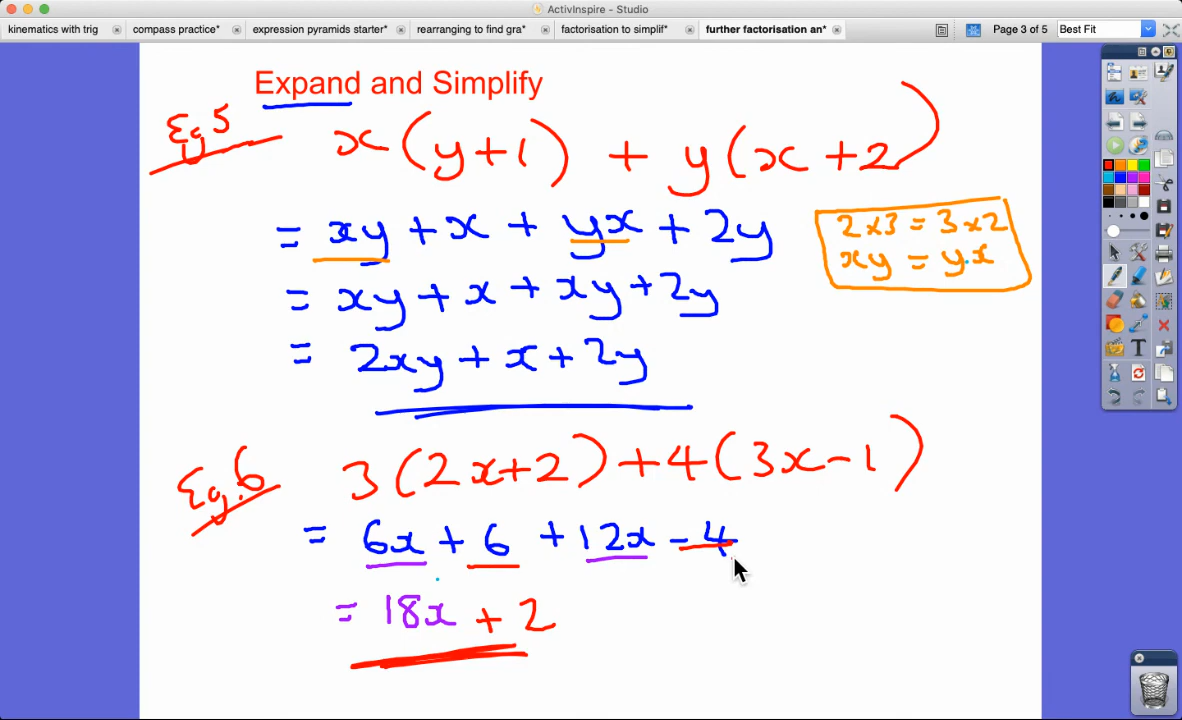 ActivInspire - Studio
kinematics with trig
compass practice*
expression pyramids starter*
rearranging to find gra*
factorisation to simplif*
further factorisation an*
Page 3 of 5
Best Fit
Expand and Simplify
Eg 5
x(y+1) + y(x+2)
= xy + x + yx + 2y
2×3 = 3×2
xy = y.x
= xy + x + xy + 2y
= 2xy + x + 2y
Eg. 6
3(2x+2) + 4(3x-1)
= 6x + 6 + 12x - 4
= 18x + 2
T